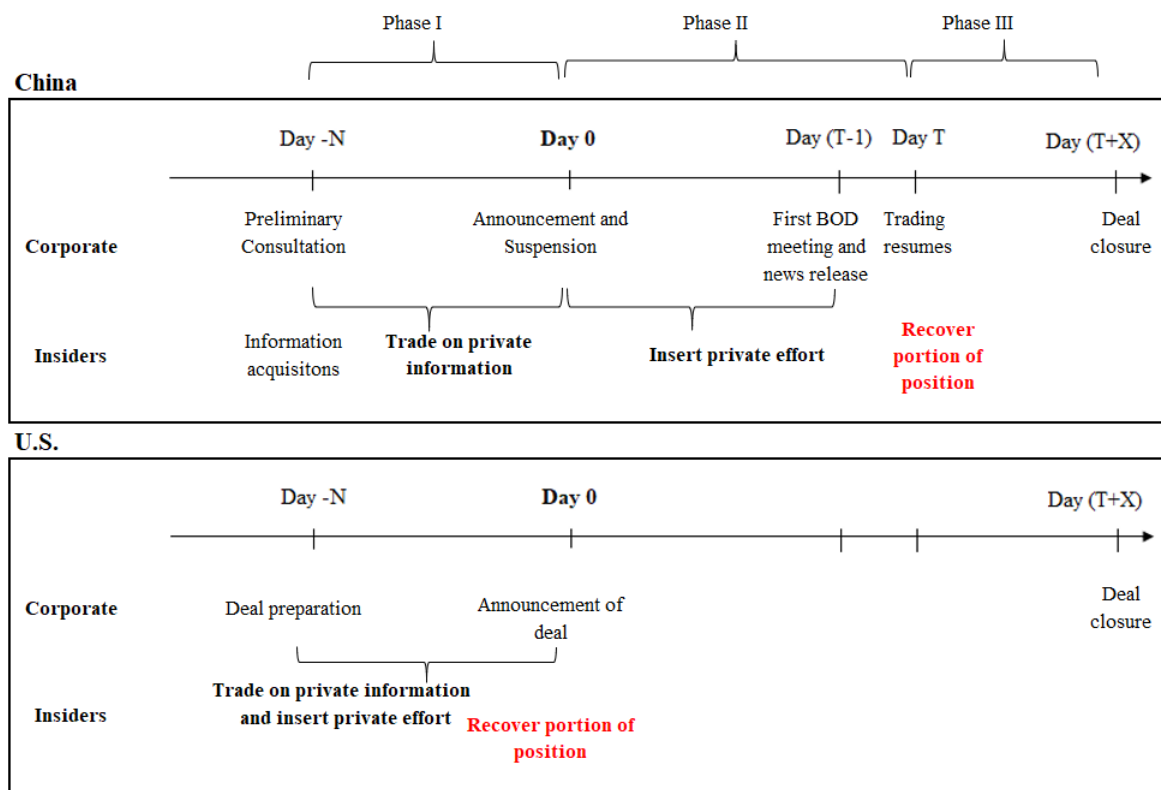 Phase I
Phase II
Phase III
China
Day -N
Day 0
Day (T-1)
Day T
Day (T+X)
Corporate
Preliminary
Consultation
Announcement and
Suspension
First BOD
meeting and
news release
Trading
resumes
Deal
closure
Insiders
Information
acquisitons
Trade on private
information
Insert private effort
Recover
portion of
position
U.S.
Day -N
Day 0
Day (T+X)
Corporate
Deal preparation
Announcement of
deal
Deal
closure
Insiders
Trade on private information
and insert private effort
Recover portion of
position